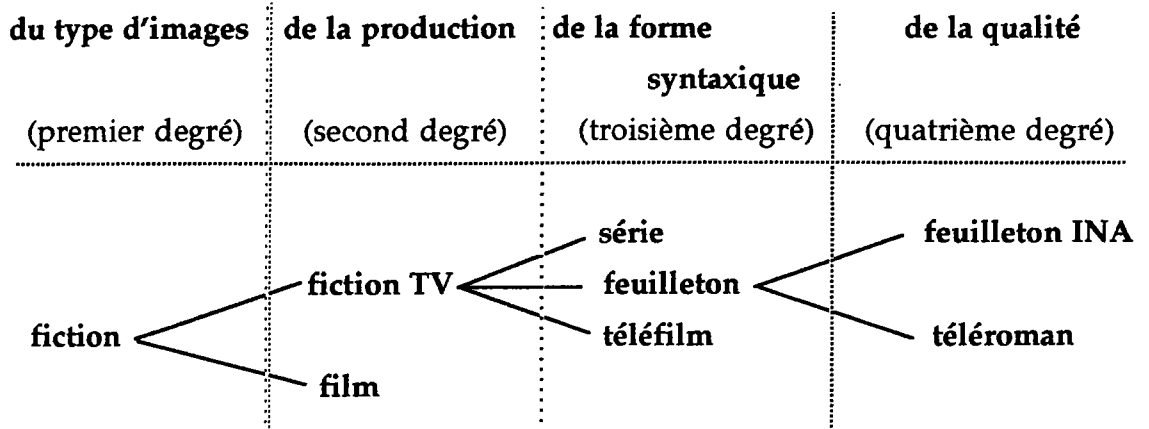 du type d'images de la production de la forme de la qualité
syntaxique
(premier degré) (second degré) (troisième degré) (quatrième degré)
série feuilleton INA
fiction TV feuilleton
fiction téléfilm téléroman
film